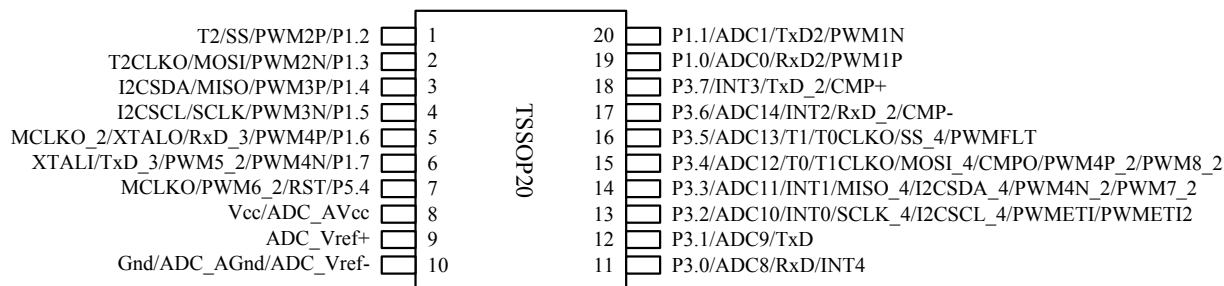 T2/SS/PWM2P/P1.2 1 20 P1.1/ADC1/TxD2/PWM1N
T2CLKO/MOSI/PWM2N/P1.3 2 19 P1.0/ADC0/RxD2/PWM1P
I2CSDA/MISO/PWM3P/P1.4 3 18 P3.7/INT3/TxD_2/CMP+
I2CSCL/SCLK/PWM3N/P1.5 4 17 P3.6/ADC14/INT2/RxD_2/CMP-
MCLKO_2/XTALO/RxD_3/PWM4P/P1.6 5 16 P3.5/ADC13/T1/T0CLKO/SS_4/PWMFLT
XTALI/TxD_3/PWM5_2/PWM4N/P1.7 6 15 P3.4/ADC12/T0/T1CLKO/MOSI_4/CMPO/PWM4P_2/PWM8_2
MCLKO/PWM6_2/RST/P5.4 7 14 P3.3/ADC11/INT1/MISO_4/I2CSDA_4/PWM4N_2/PWM7_2
Vcc/ADC_AVcc 8 13 P3.2/ADC10/INT0/SCLK_4/I2CSCL_4/PWMETI/PWMETI2
ADC_Vref+ 9 12 P3.1/ADC9/TxD
Gnd/ADC_AGnd/ADC_Vref- 10 11 P3.0/ADC8/RxD/INT4
TSSOP20